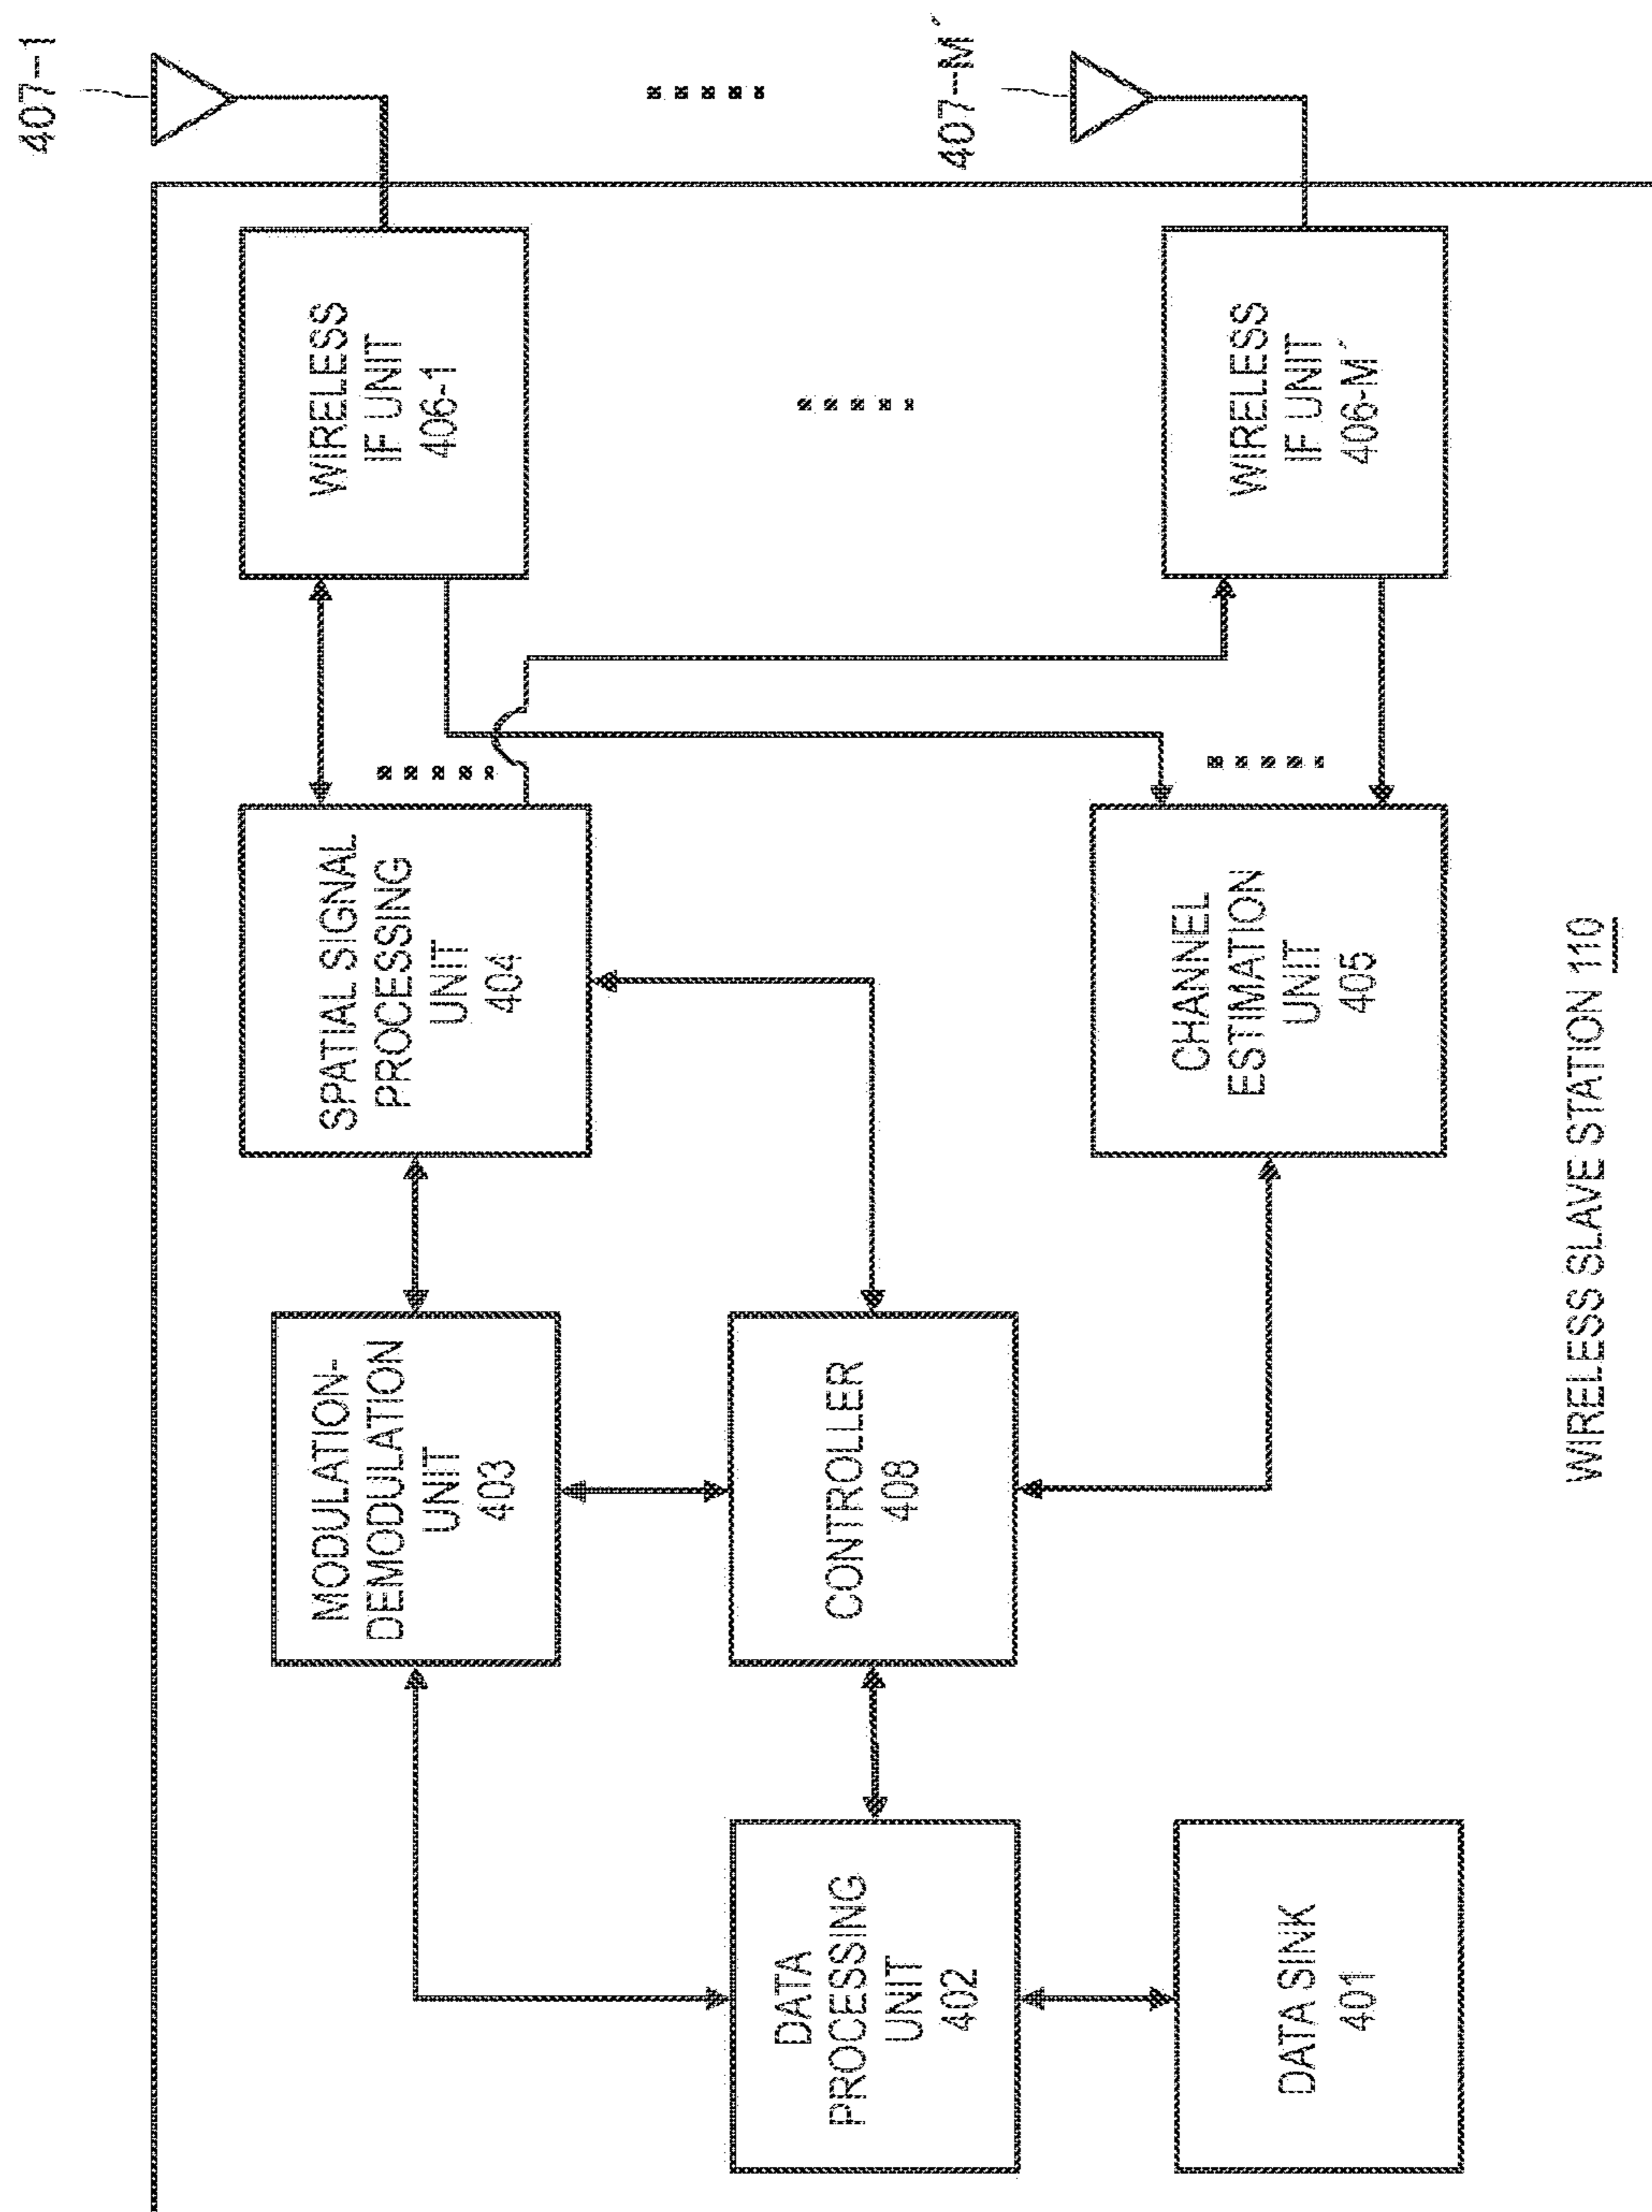 407-1
WIRELESS
IF UNIT
406-1
407-M´
WIRELESS
IF UNIT
406-M´
SPATIAL SIGNAL
PROCESSING
UNIT
404
CHANNEL
ESTIMATION
UNIT
405
MODULATION-
DEMODULATION
UNIT
403
CONTROLLER
408
DATA
PROCESSING
UNIT
402
DATA SINK
401
WIRELESS SLAVE STATION 110